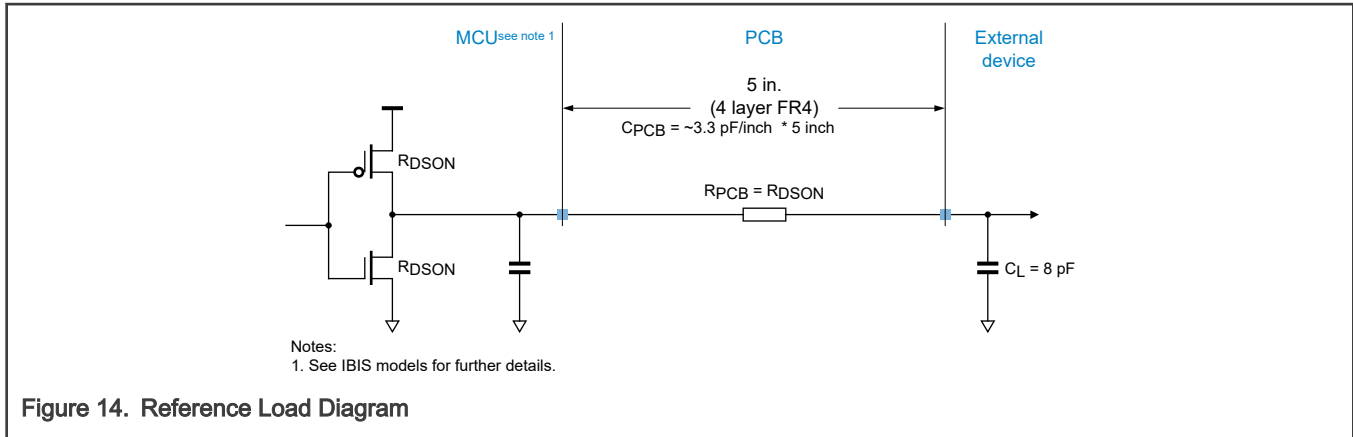 MCUsee note 1
PCB
External
device
5 in.
(4 layer FR4)
CPCB = ~3.3 pF/inch * 5 inch
RDSON
RPCB = RDSON
RDSON
CL = 8 pF
Notes:
1. See IBIS models for further details.
Figure 14. Reference Load Diagram